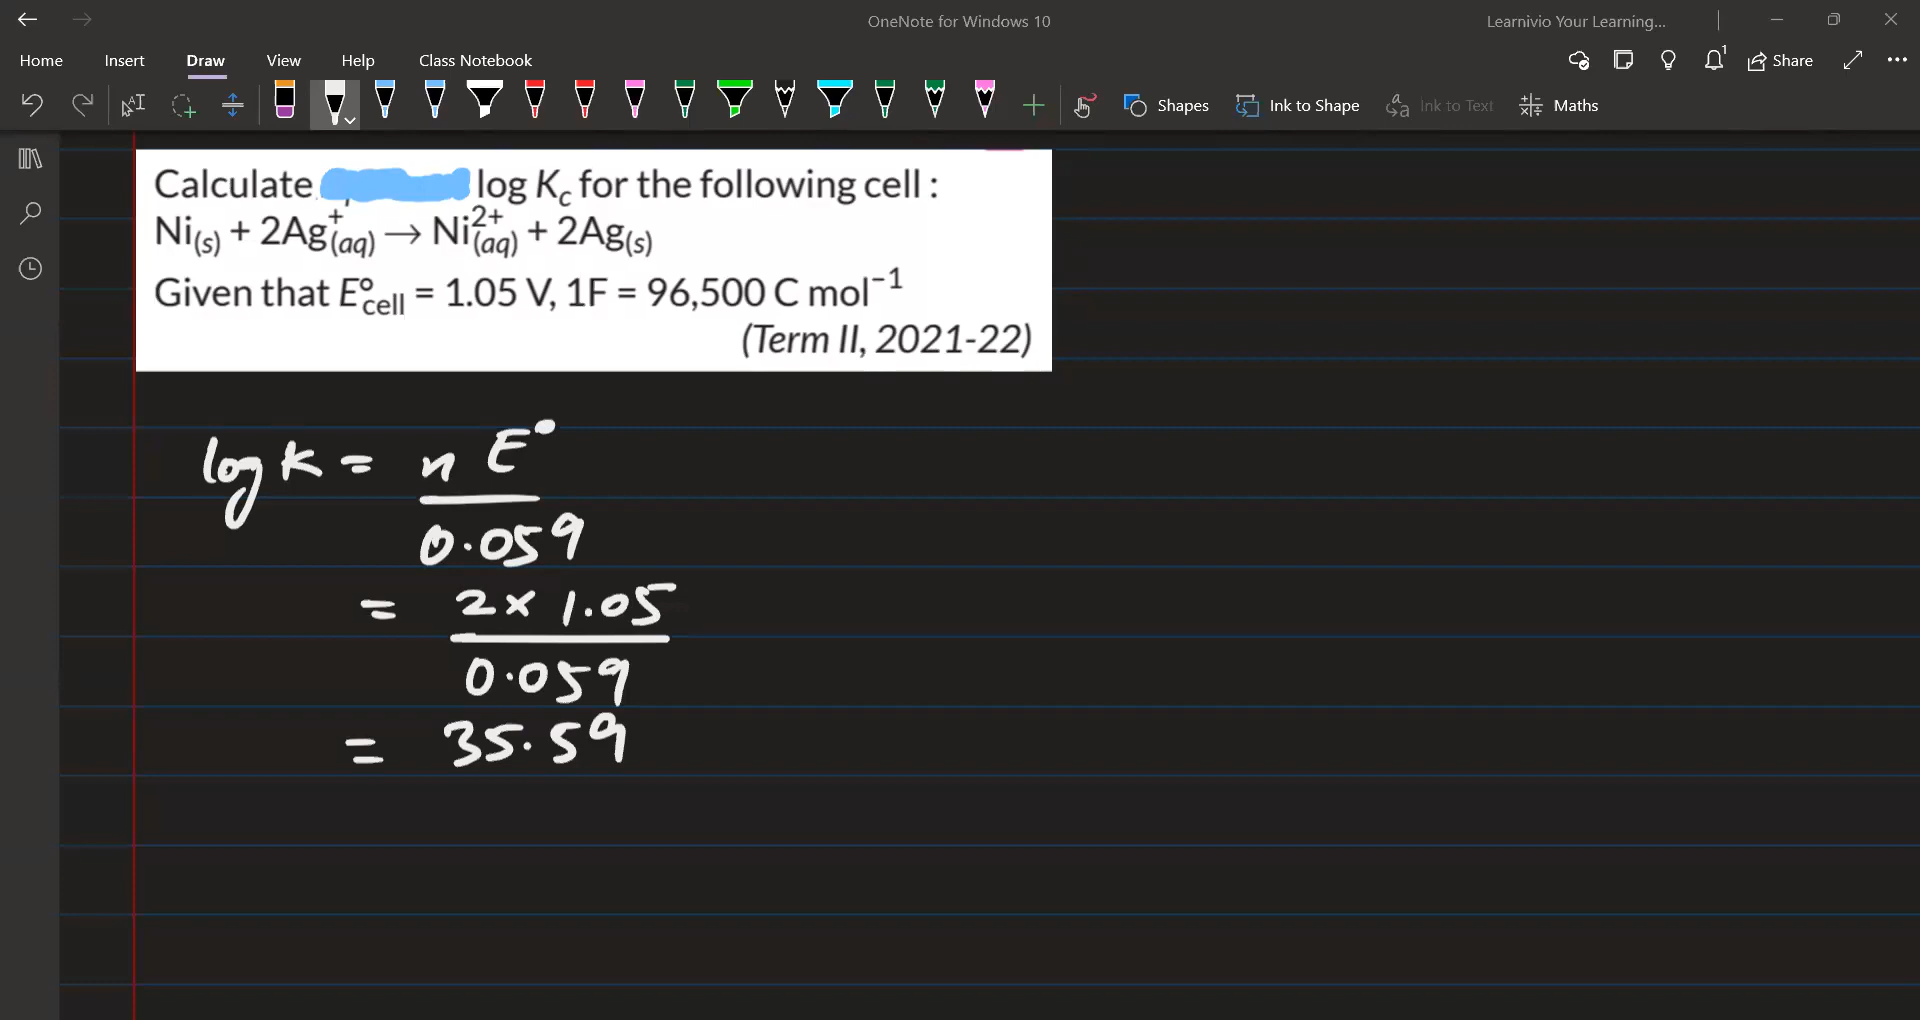 OneNote for Windows 10
Learnivio Your Learning...
Home Insert Draw View Help Class Notebook
1
Share
Shapes Ink to Shape Ink to Text Maths
Calculate log Kc for the following cell :
Ni(s) + 2Ag⁺(aq) → Ni²⁺(aq) + 2Ag(s)
Given that E°cell = 1.05 V, 1F = 96,500 C mol⁻¹
(Term II, 2021-22)
log K = n E°
0.059
= 2 × 1.05
0.059
= 35.59